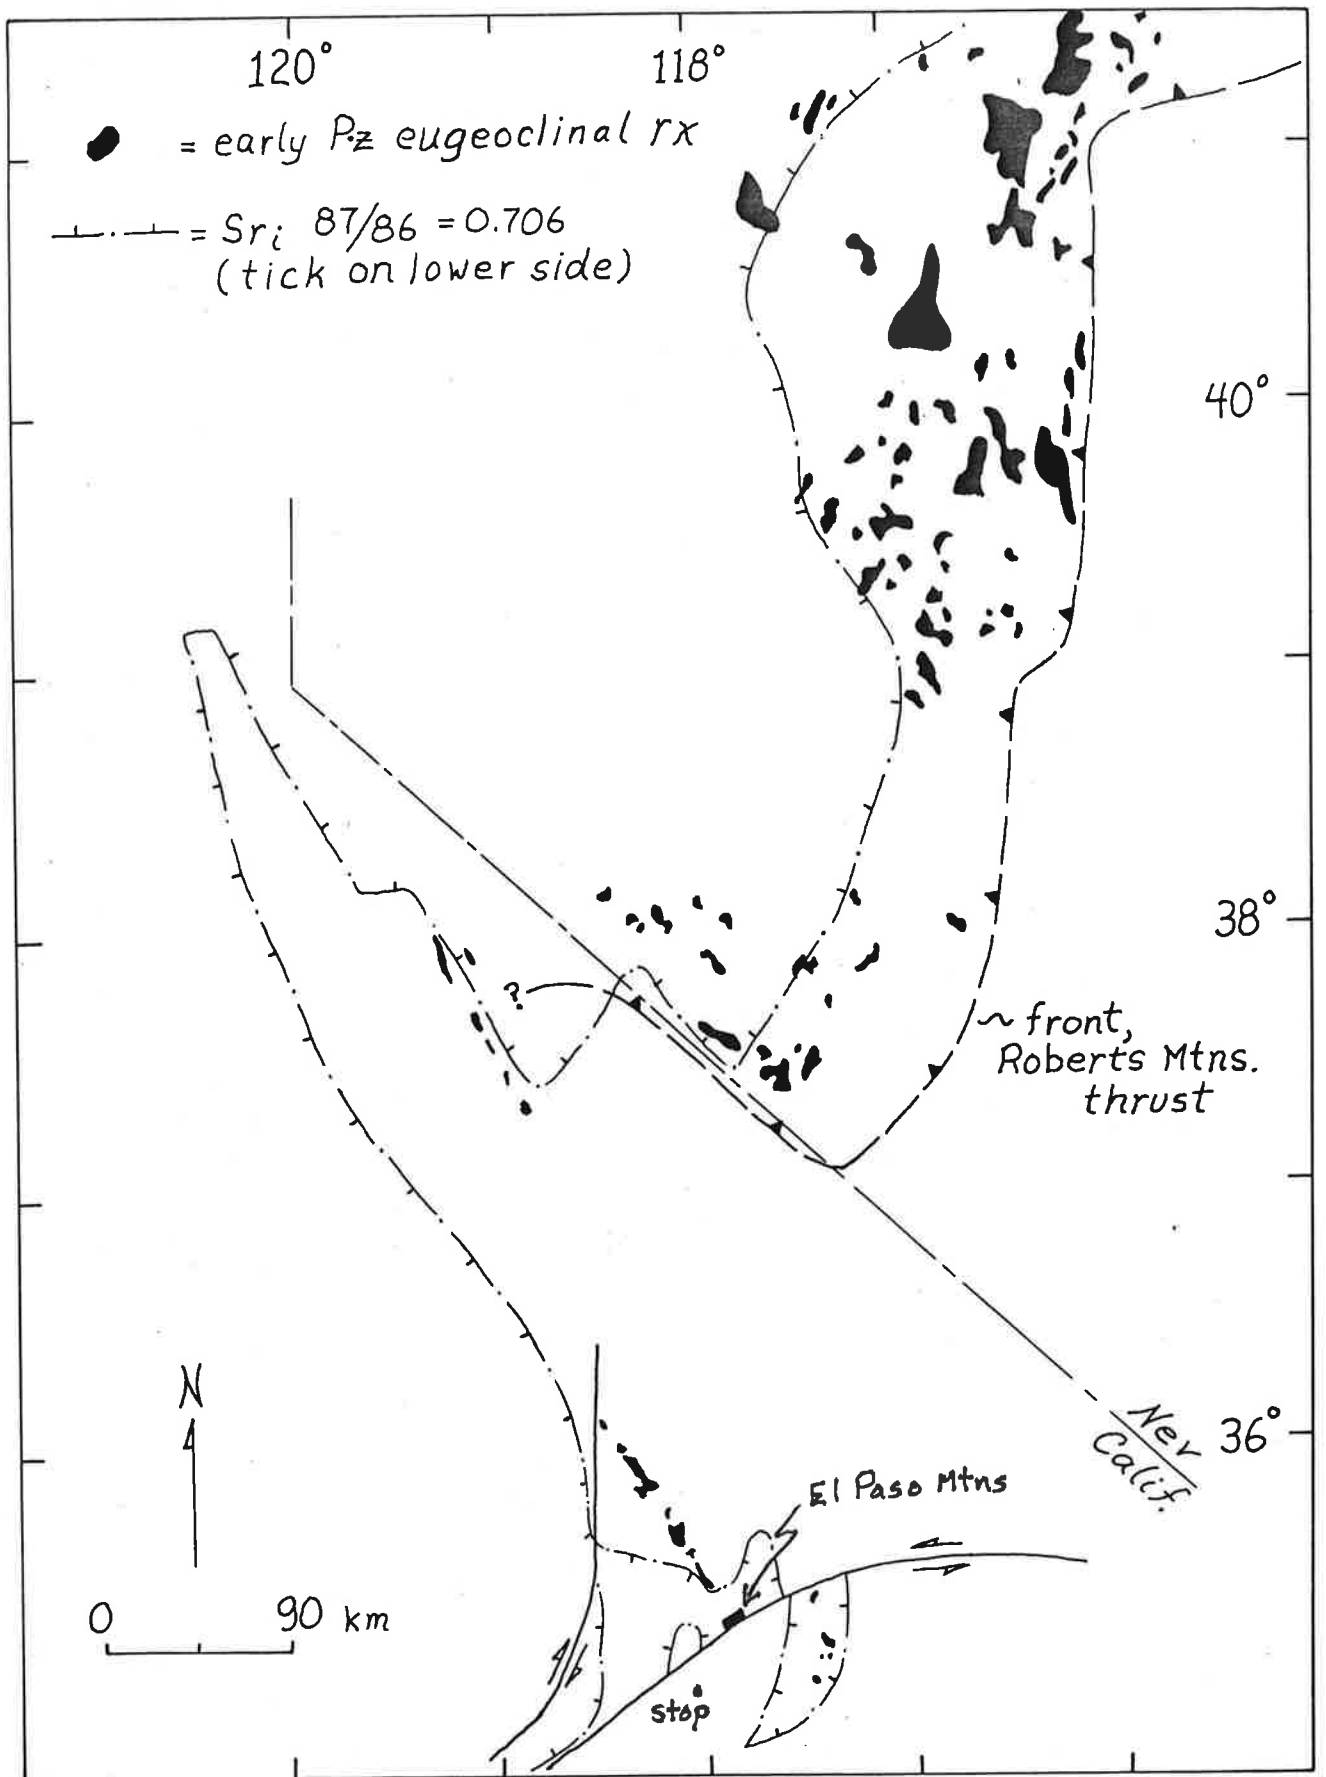 120° 118°
= early Pz eugeoclinal rx
= Sri 87/86 = 0.706
(tick on lower side)
40°
38°
?
~ front,
Roberts Mtns.
thrust
N
Nev
Calif.
36°
El Paso Mtns
0 90 km
stop